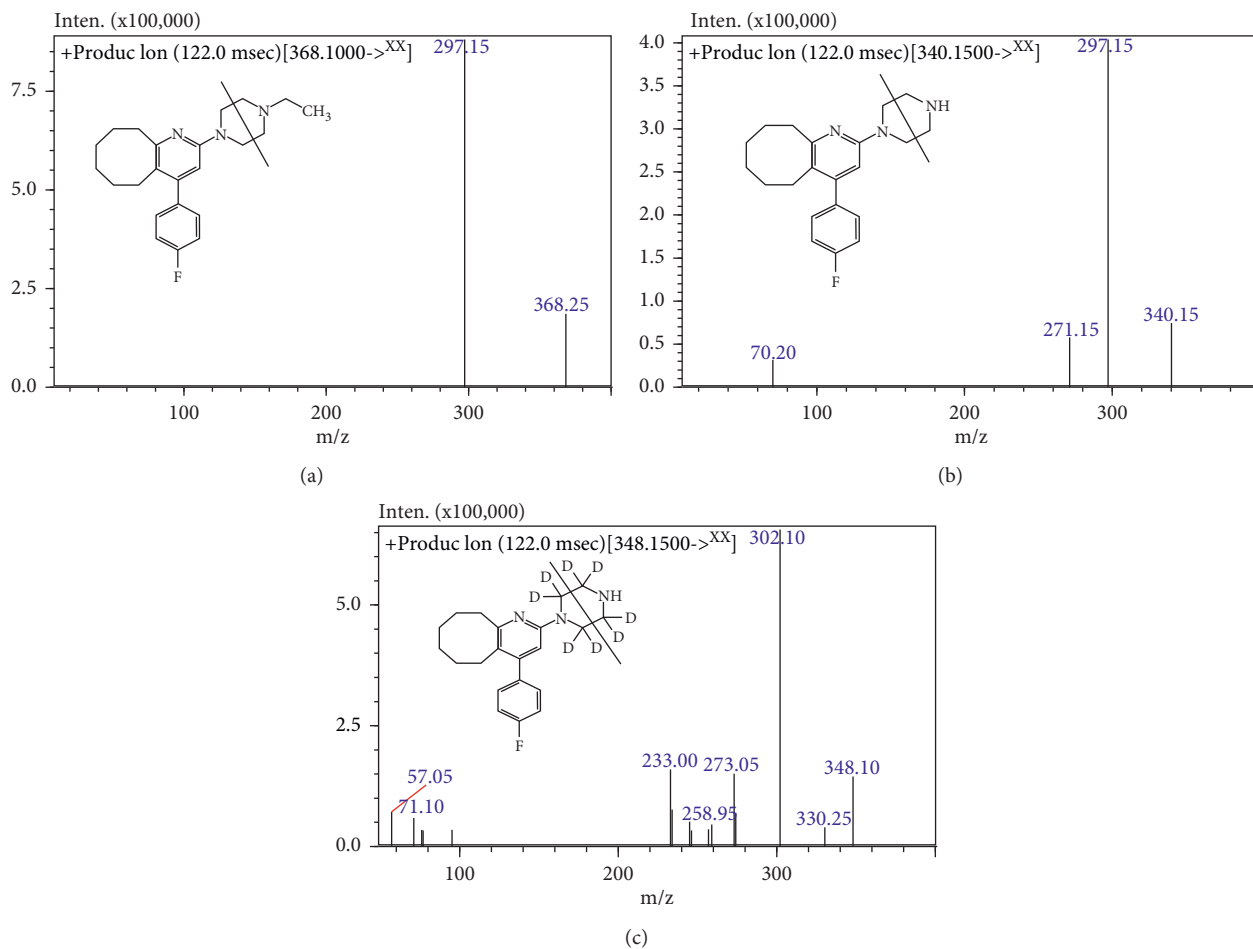 Inten. (x100,000)
+Produc lon (122.0 msec)[368.1000->XX]
297.15
368.25
7.5
5.0
2.5
0.0
N
N
N
CH3
F
100
200
300
m/z
(a)
Inten. (x100,000)
+Produc lon (122.0 msec)[340.1500->XX]
297.15
340.15
271.15
70.20
4.0
3.5
3.0
2.5
2.0
1.5
1.0
0.5
0.0
N
N
NH
F
100
200
300
m/z
(b)
Inten. (x100,000)
+Produc lon (122.0 msec)[348.1500->XX]
302.10
348.10
330.25
273.05
258.95
233.00
71.10
57.05
5.0
2.5
0.0
D
D
D
D
D
D
D
D
N
N
NH
F
100
200
300
m/z
(c)